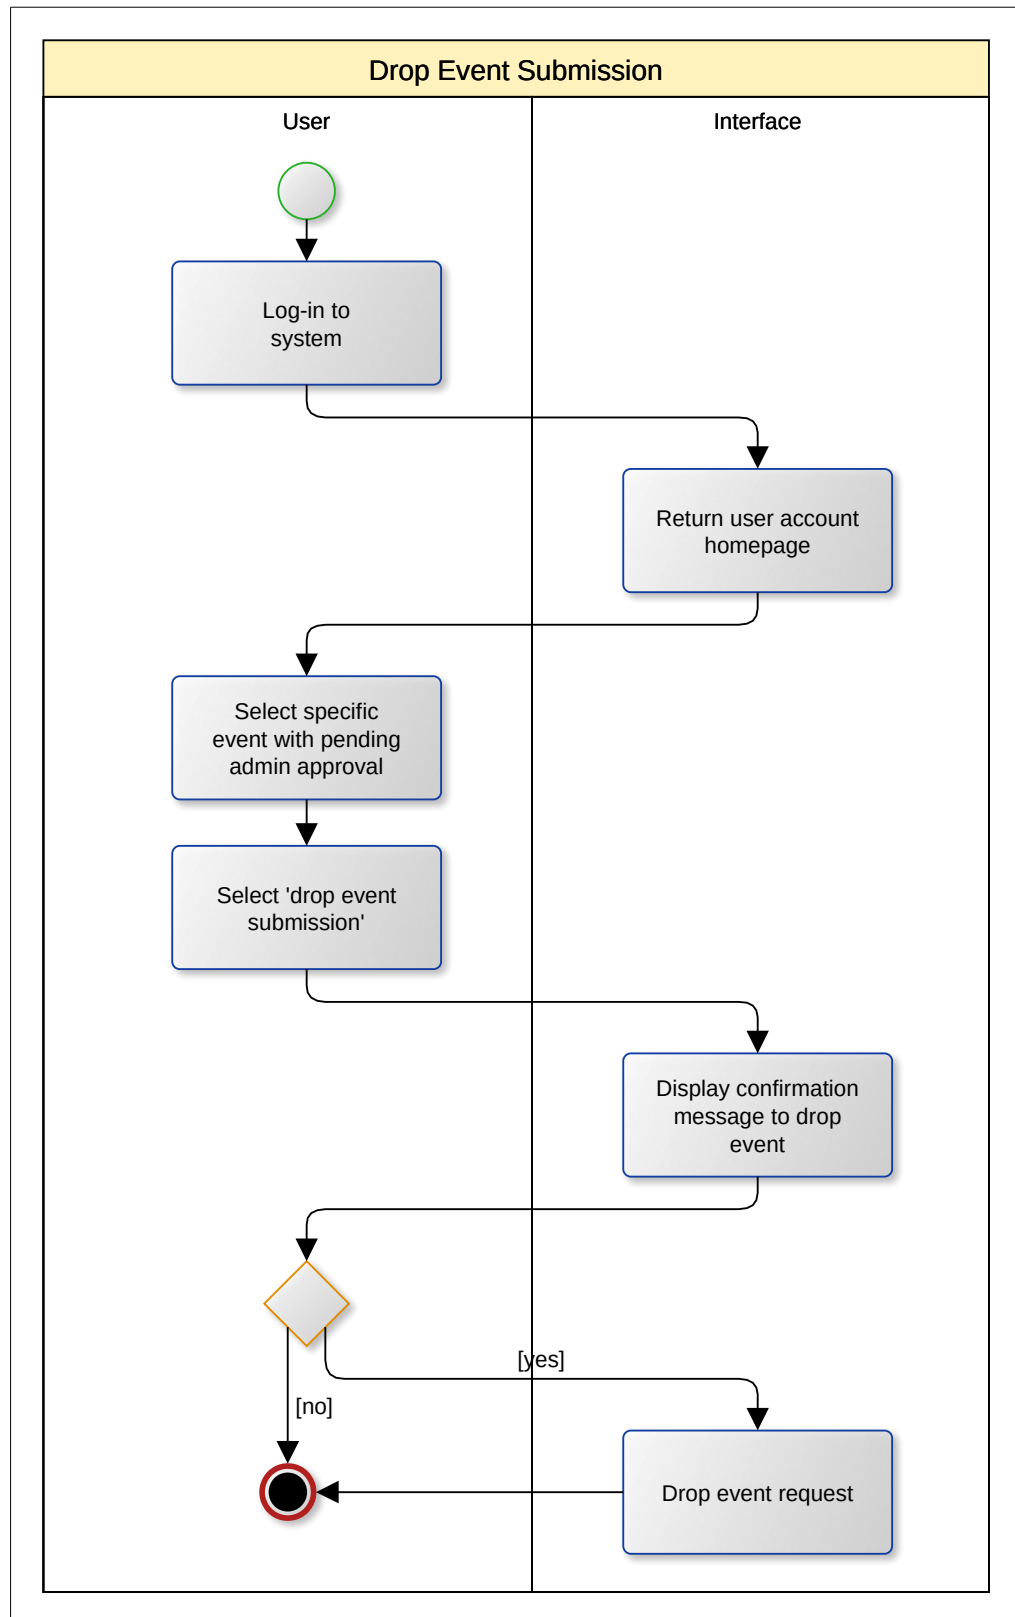 Drop Event Submission
User
Interface
Log-in to
system
Return user account
homepage
Select specific
event with pending
admin approval
Select 'drop event
submission'
Display confirmation
message to drop
event
[yes]
[no]
Drop event request